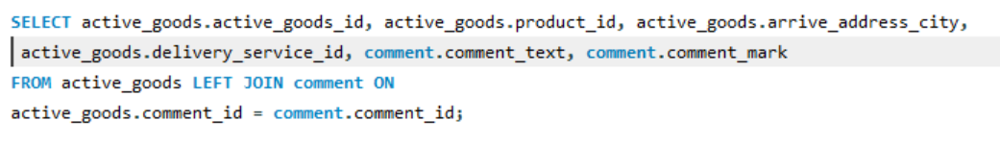 SELECT active_goods.active_goods_id, active_goods.product_id, active_goods.arrive_address_city,
active_goods.delivery_service_id, comment.comment_text, comment.comment_mark
FROM active_goods LEFT JOIN comment ON
active_goods.comment_id = comment.comment_id;